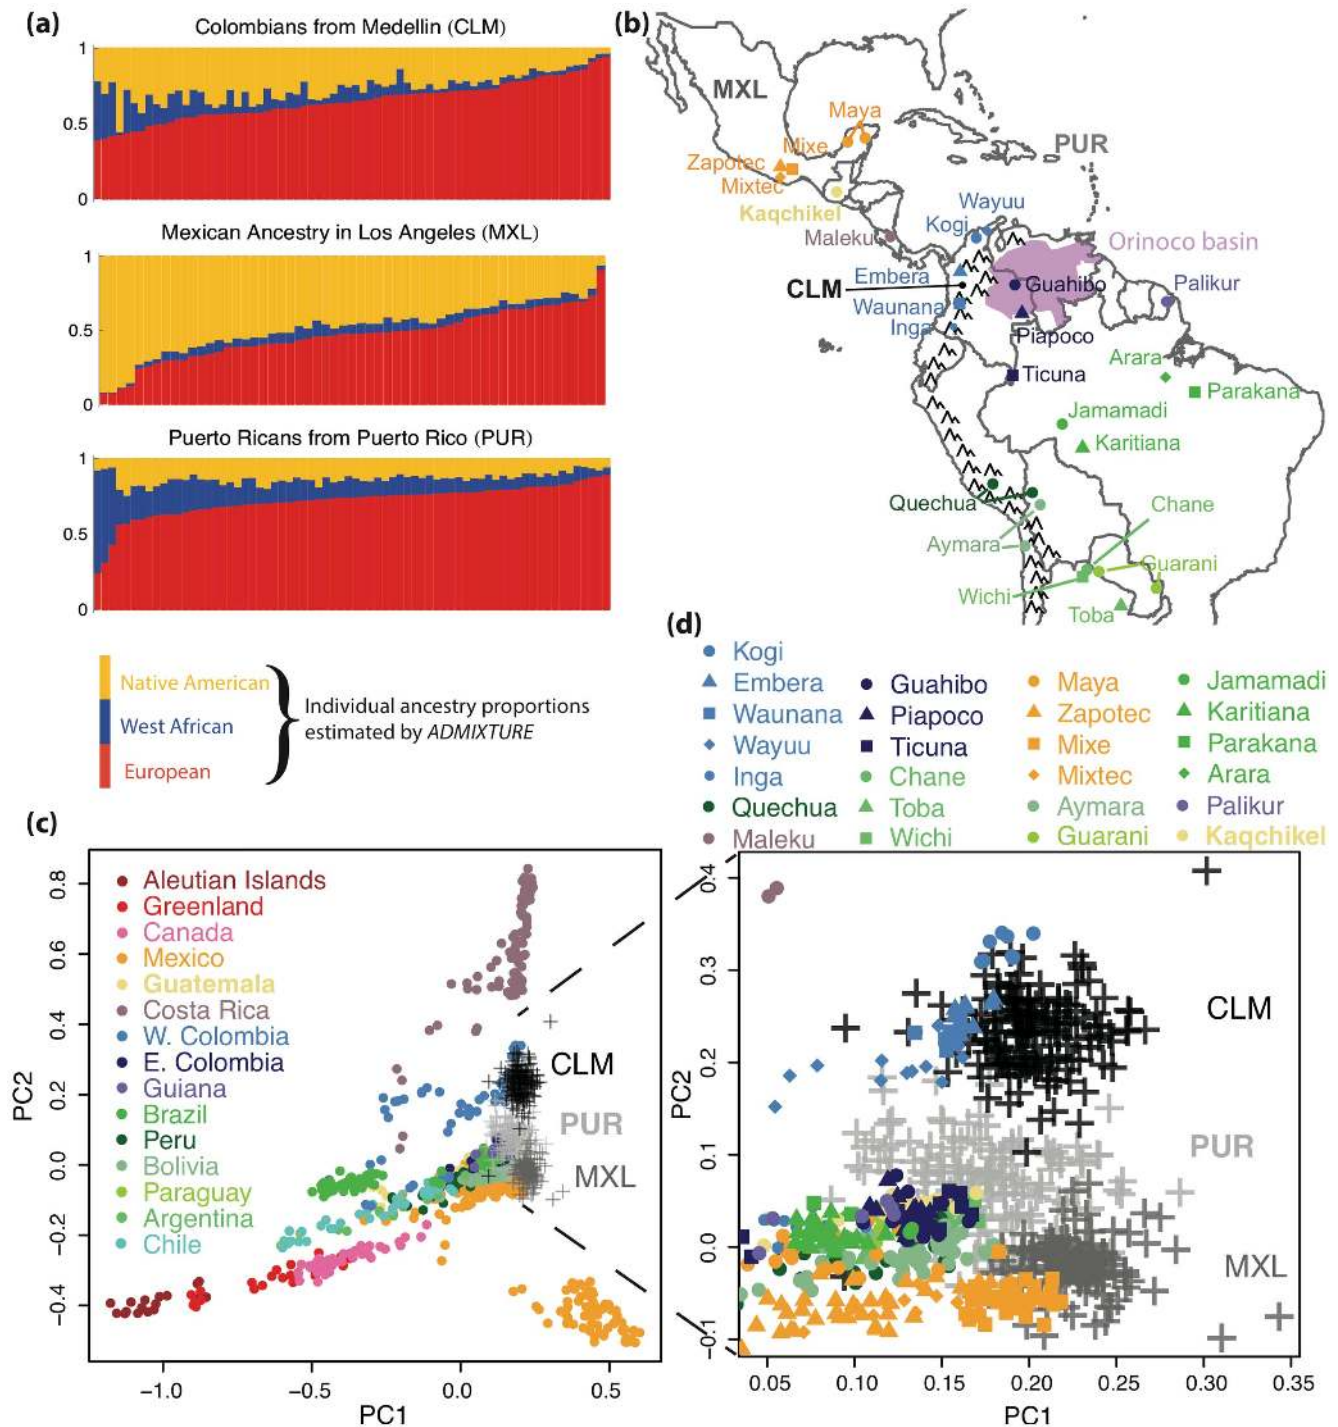 (a)
Colombians from Medellin (CLM)
1
0.5
0
Mexican Ancestry in Los Angeles (MXL)
1
0.5
0
Puerto Ricans from Puerto Rico (PUR)
1
0.5
0
Native American
West African
European
Individual ancestry proportions
estimated by ADMIXTURE
(b)
MXL
Maya
Mixe
Zapotec
Mixtec
Kaqchikel
Maleku
PUR
Wayuu
Kogi
Orinoco basin
Embera
CLM
Guahibo
Palikur
Waunana
Inga
Piapoco
Arara
Ticuna
Parakana
Jamamadi
Karitiana
Quechua
Chane
Aymara
Guarani
Wichi
Toba
(c)
Aleutian Islands
Greenland
Canada
Mexico
Guatemala
Costa Rica
W. Colombia
E. Colombia
Guiana
Brazil
Peru
Bolivia
Paraguay
Argentina
Chile
CLM
PUR
MXL
PC2
0.8
0.6
0.4
0.2
0.0
−0.2
−0.4
−1.0 −0.5 0.0 0.5
PC1
(d)
Kogi
Embera Guahibo Maya Jamamadi
Waunana Piapoco Zapotec Karitiana
Wayuu Ticuna Mixe Parakana
Inga Chane Mixtec Arara
Quechua Toba Aymara Palikur
Maleku Wichi Guarani Kaqchikel
CLM
PUR
MXL
PC2
0.4
0.3
0.2
0.1
0.0
−0.1
0.05 0.10 0.15 0.20 0.25 0.30 0.35
PC1